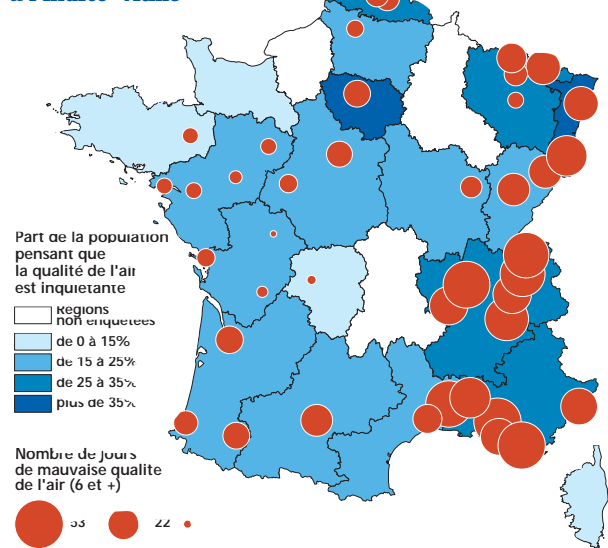 Part de la population
pensant que
la qualité de l'air
est inquiétante
Régions
non enquêtées
de 0 à 15%
de 15 à 25%
de 25 à 35%
plus de 35%
Nombre de jours
de mauvaise qualité
de l'air (6 et +)
53 22